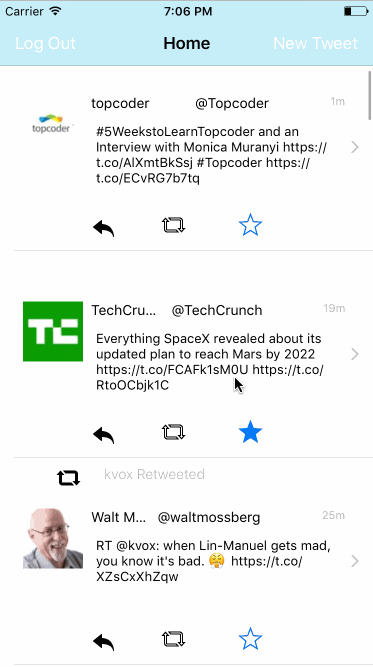 Carrier 7:06 PM
Log Out Home New Tweet
topcoder @Topcoder 1m
topcoder
#5WeekstoLearnTopcoder and an
Interview with Monica Muranyi https://
t.co/AlXmtBkSsj #Topcoder https://
t.co/ECvRG7b7tq
TechCru... @TechCrunch 19m
TC
Everything SpaceX revealed about its
updated plan to reach Mars by 2022
https://t.co/FCAFk1sM0U https://t.co/
RtoOCbjk1C
kvox Retweeted
Walt M... @waltmossberg 25m
RT @kvox: when Lin-Manuel gets mad,
you know it's bad. 😤 https://t.co/
XZsCxXhZqw